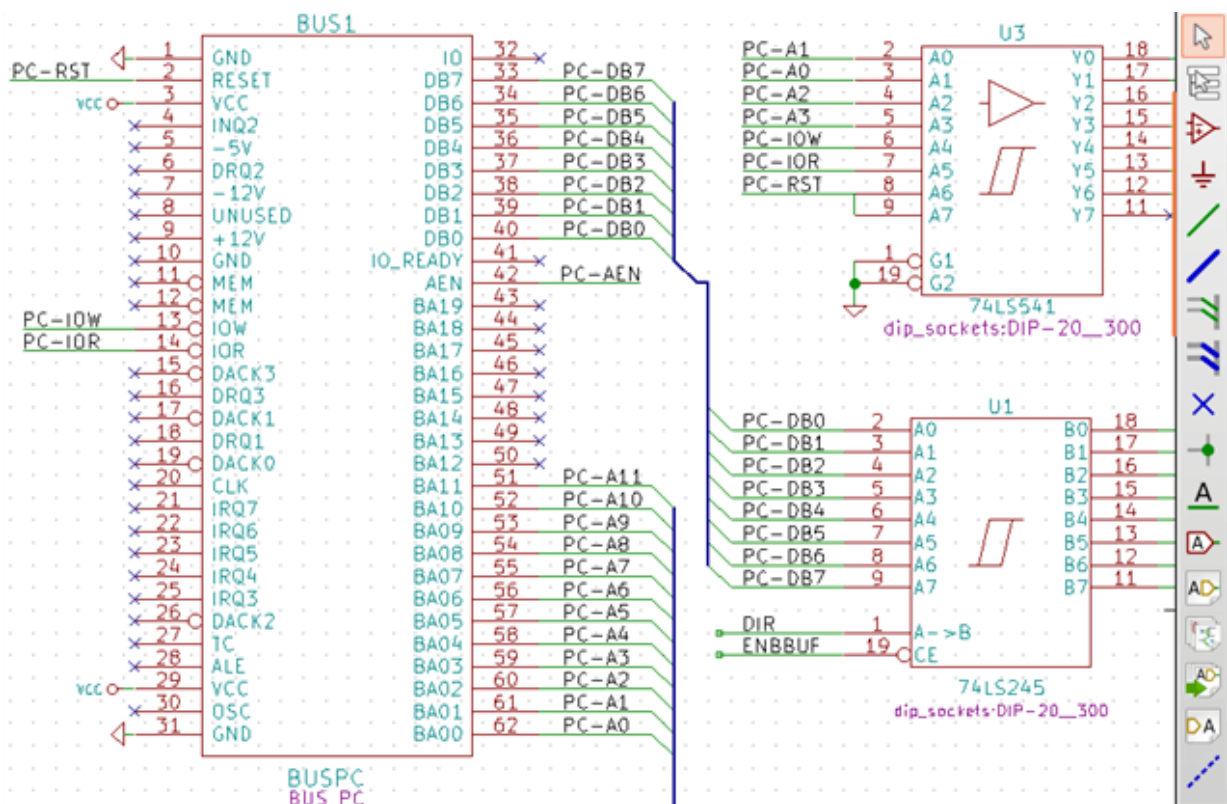 BUS1
1 GND
PC-RST 2 RESET
VCC 3 VCC
4 INQ2
5 -5V
6 DRQ2
7 -12V
8 UNUSED
9 +12V
10 GND
11 MEM
12 MEM
PC-IOW 13 IOW
PC-IOR 14 IOR
15 DACK3
16 DRQ3
17 DACK1
18 DRQ1
19 DACK0
20 CLK
21 IRQ7
22 IRQ6
23 IRQ5
24 IRQ4
25 IRQ3
26 DACK2
27 TC
28 ALE
VCC 29 VCC
30 OSC
31 GND
IO 32
DB7 33 PC-DB7
DB6 34 PC-DB6
DB5 35 PC-DB5
DB4 36 PC-DB4
DB3 37 PC-DB3
DB2 38 PC-DB2
DB1 39 PC-DB1
DB0 40 PC-DB0
IO_READY 41
AEN 42 PC-AEN
BA19 43
BA18 44
BA17 45
BA16 46
BA15 47
BA14 48
BA13 49
BA12 50
BA11 51 PC-A11
BA10 52 PC-A10
BA09 53 PC-A9
BA08 54 PC-A8
BA07 55 PC-A7
BA06 56 PC-A6
BA05 57 PC-A5
BA04 58 PC-A4
BA03 59 PC-A3
BA02 60 PC-A2
BA01 61 PC-A1
BA00 62 PC-A0
BUSPC
BUS_PC
U3
PC-A1 2 A0 Y0 18
PC-A0 3 A1 Y1 17
PC-A2 4 A2 Y2 16
PC-A3 5 A3 Y3 15
PC-IOW 6 A4 Y4 14
PC-IOR 7 A5 Y5 13
PC-RST 8 A6 Y6 12
9 A7 Y7 11
1 G1
19 G2
74LS541
dip_sockets:DIP-20__300
U1
PC-DB0 2 A0 B0 18
PC-DB1 3 A1 B1 17
PC-DB2 4 A2 B2 16
PC-DB3 5 A3 B3 15
PC-DB4 6 A4 B4 14
PC-DB5 7 A5 B5 13
PC-DB6 8 A6 B6 12
PC-DB7 9 A7 B7 11
DIR 1 A->B
ENBBUF 19 CE
74LS245
dip_sockets:DIP-20__300
A
A
AD
AD
DA